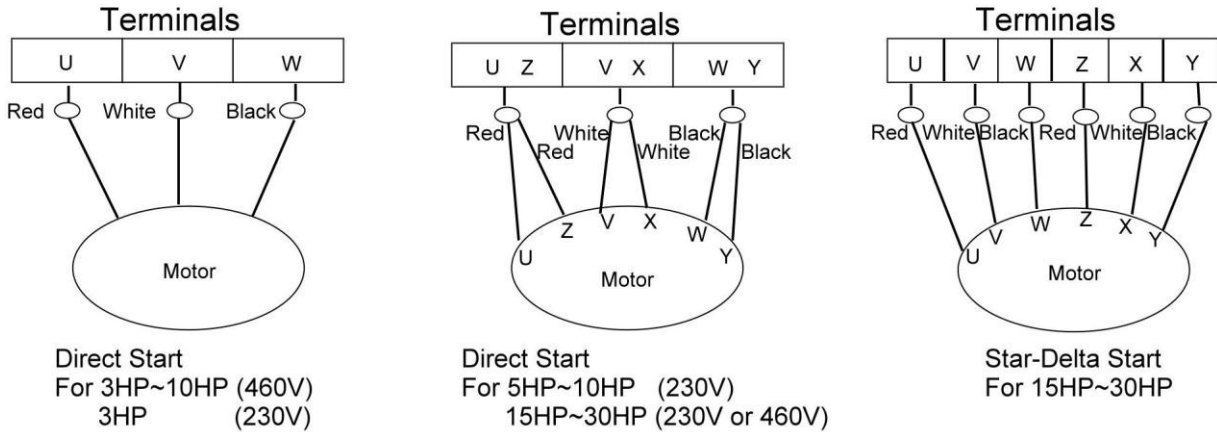 Terminals
U V W
Red White Black
Motor
Direct Start
For 3HP~10HP (460V)
3HP (230V)
Terminals
U Z V X W Y
Red White Black
Red White Black
Z V X W
U Y
Motor
Direct Start
For 5HP~10HP (230V)
15HP~30HP (230V or 460V)
Terminals
U V W Z X Y
Red White Black Red White Black
U V W Z X Y
Motor
Star-Delta Start
For 15HP~30HP